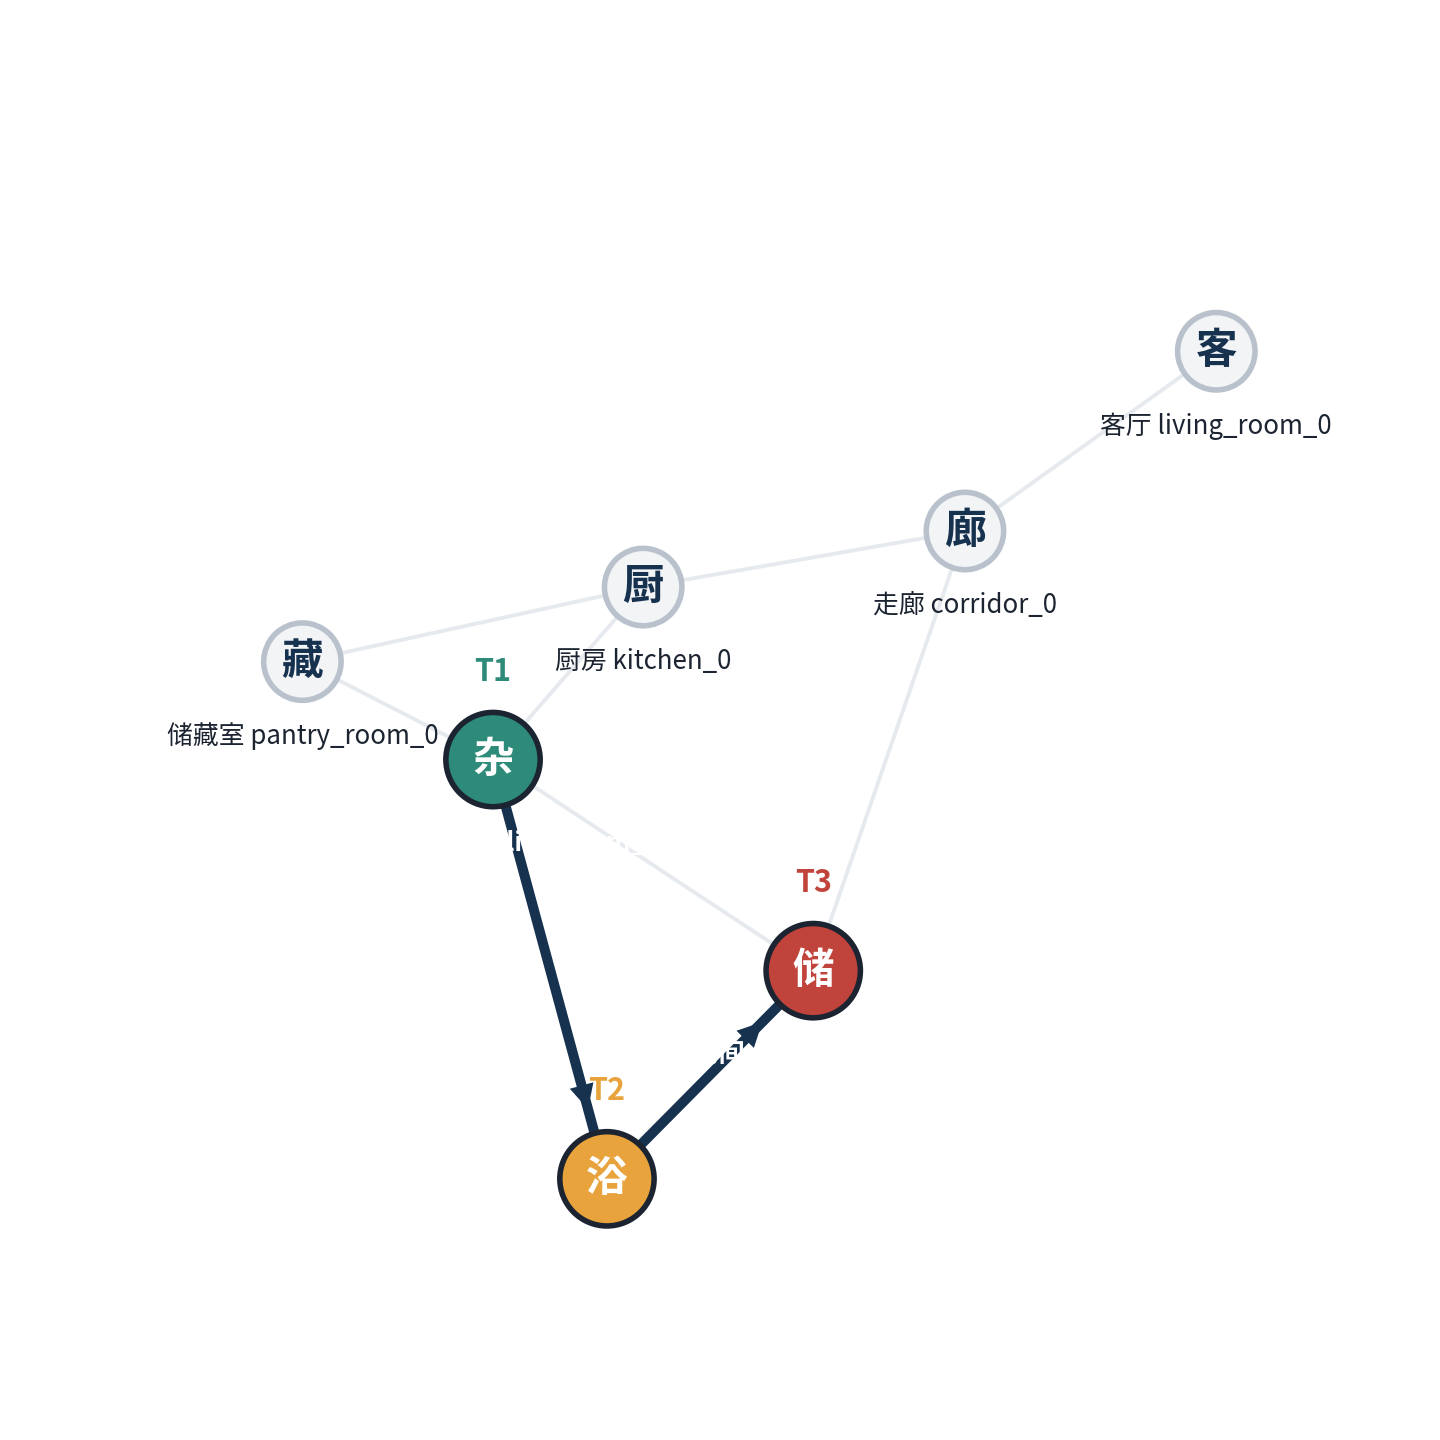 客
客厅 living_room_0
廊
走廊 corridor_0
厨
厨房 kitchen_0
藏
储藏室 pantry_room_0
T1
杂
T3
储
T2
浴